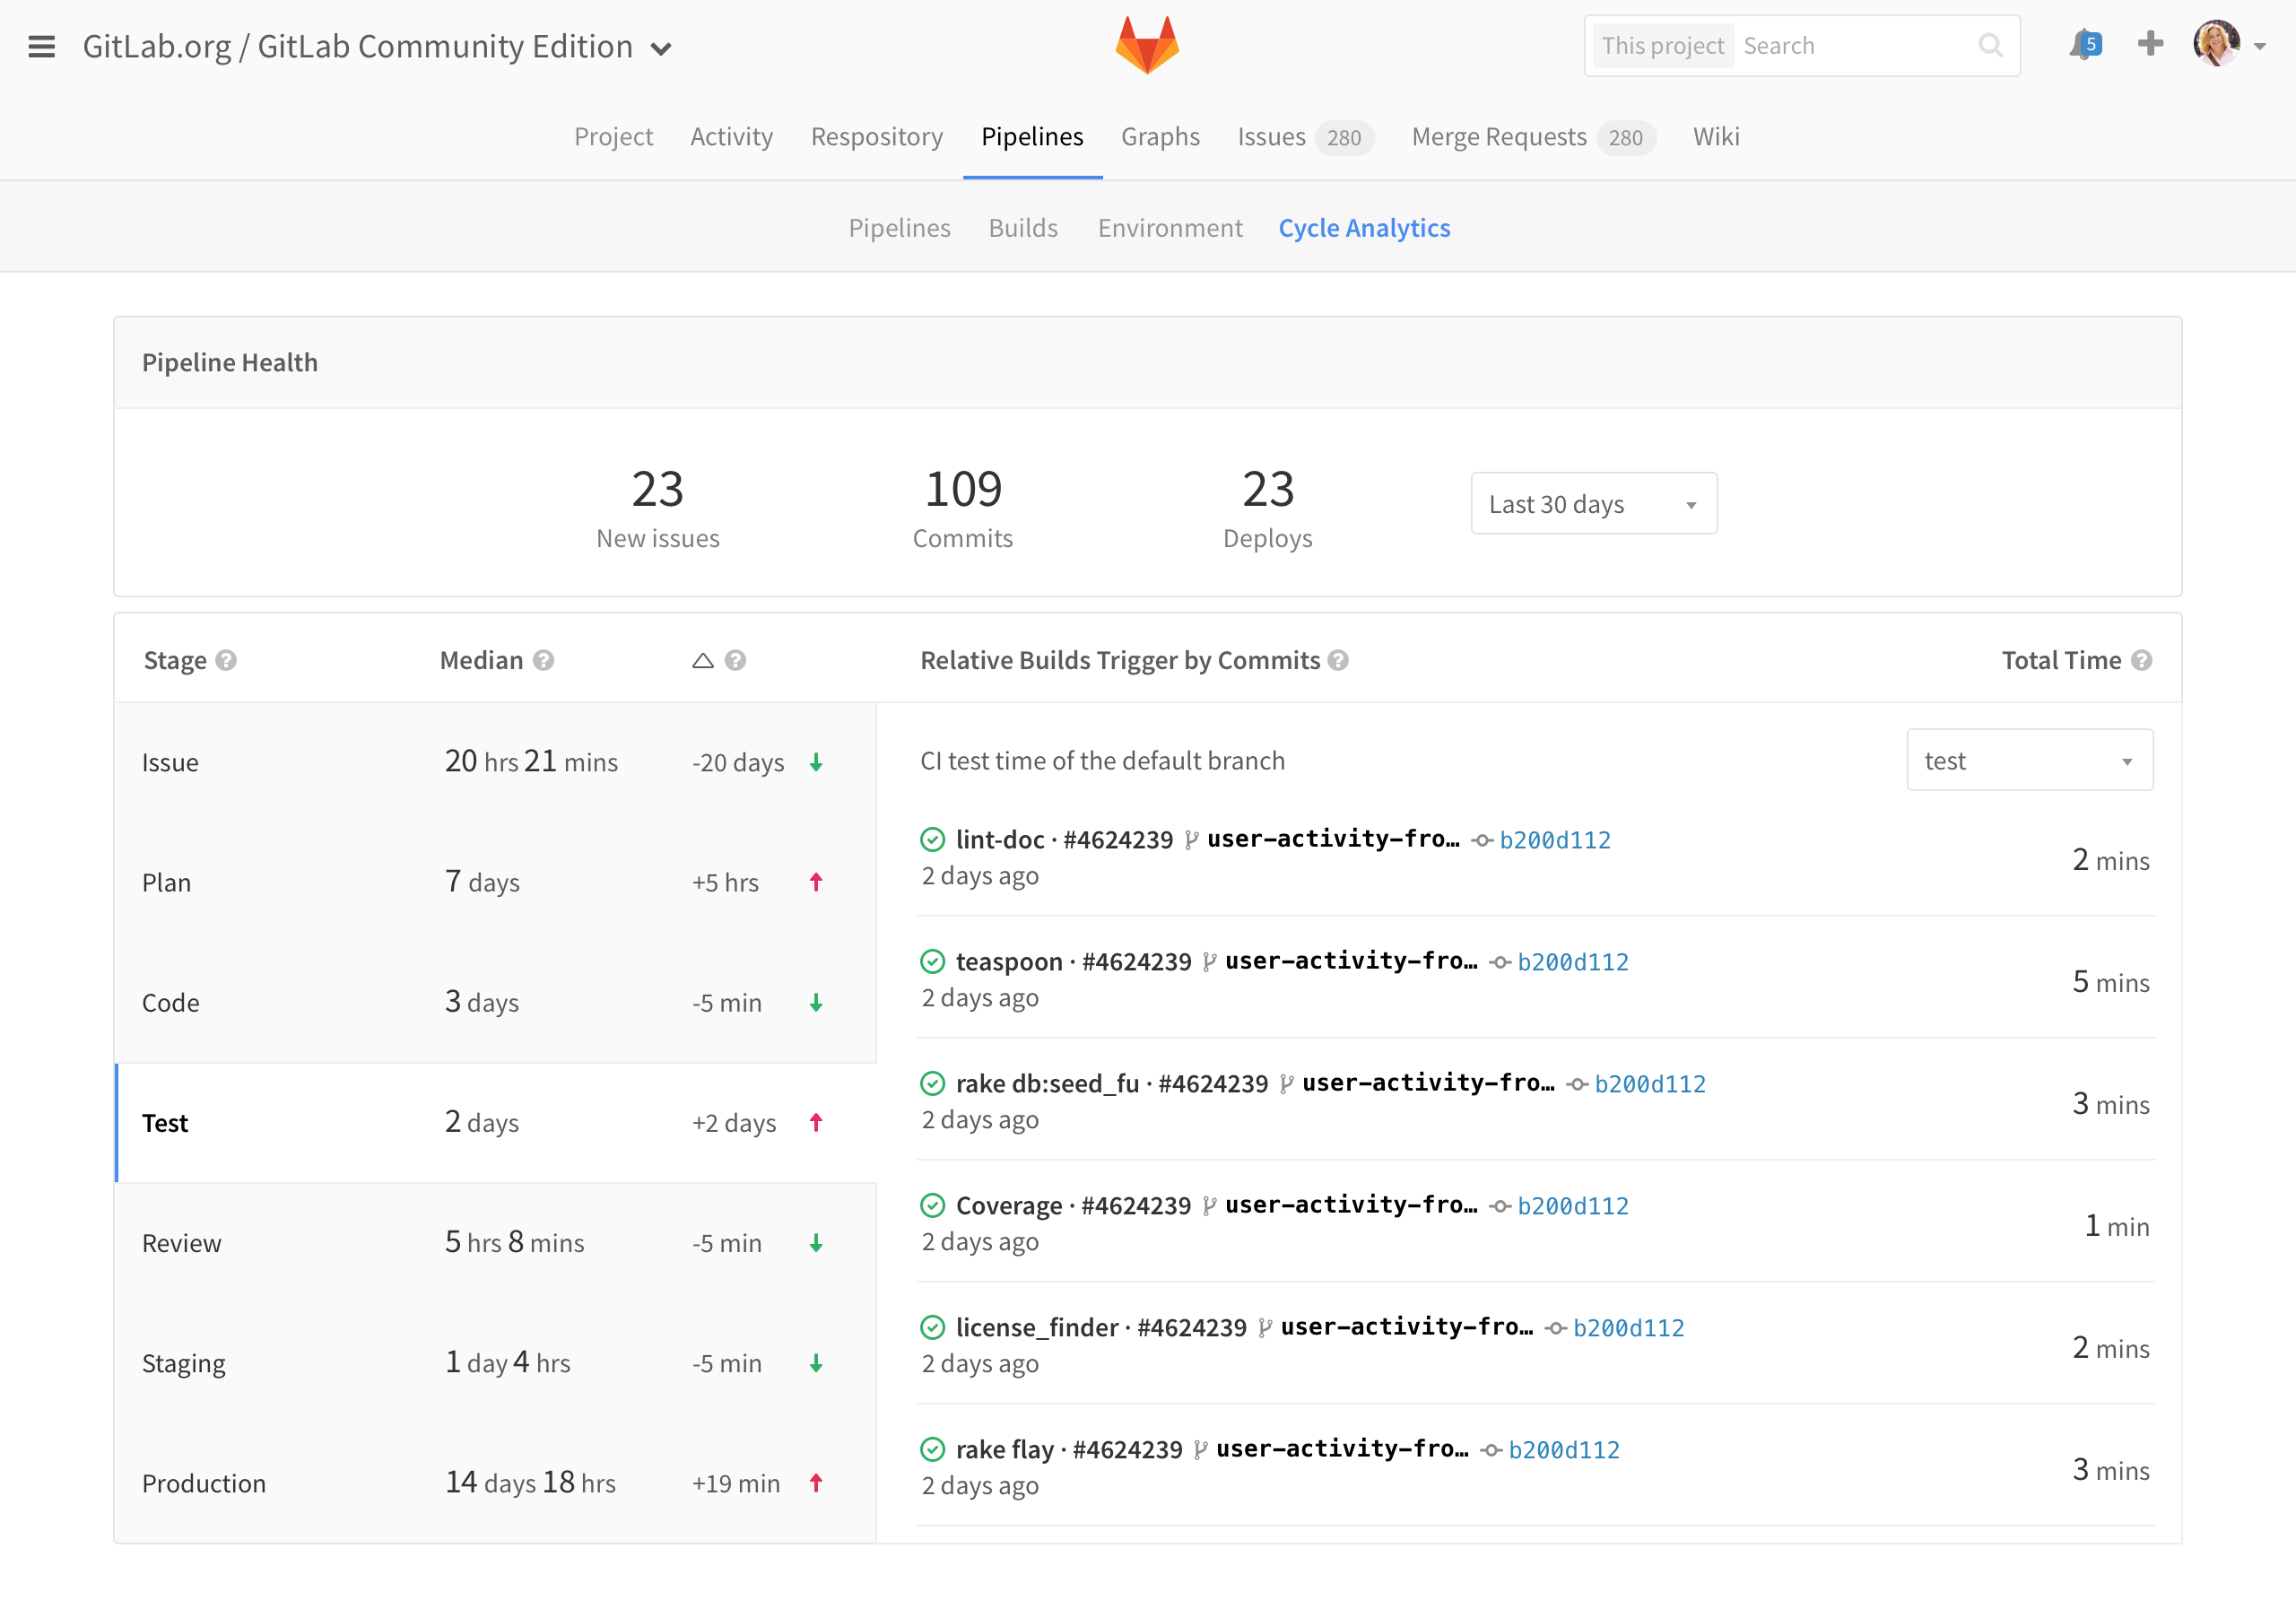 GitLab.org / GitLab Community Edition
This project Search
5
Project Activity Respository Pipelines Graphs Issues 280 Merge Requests 280 Wiki
Pipelines Builds Environment Cycle Analytics
Pipeline Health
23 109 23
New issues Commits Deploys
Last 30 days
Stage ? Median ? △ ? Relative Builds Trigger by Commits ? Total Time ?
Issue 20 hrs 21 mins -20 days
CI test time of the default branch test
lint-doc · #4624239 user-activity-fro… b200d112
2 days ago
2 mins
Plan 7 days +5 hrs
teaspoon · #4624239 user-activity-fro… b200d112
2 days ago
5 mins
Code 3 days -5 min
rake db:seed_fu · #4624239 user-activity-fro… b200d112
2 days ago
3 mins
Test 2 days +2 days
Coverage · #4624239 user-activity-fro… b200d112
2 days ago
1 min
Review 5 hrs 8 mins -5 min
license_finder · #4624239 user-activity-fro… b200d112
2 days ago
2 mins
Staging 1 day 4 hrs -5 min
rake flay · #4624239 user-activity-fro… b200d112
2 days ago
3 mins
Production 14 days 18 hrs +19 min